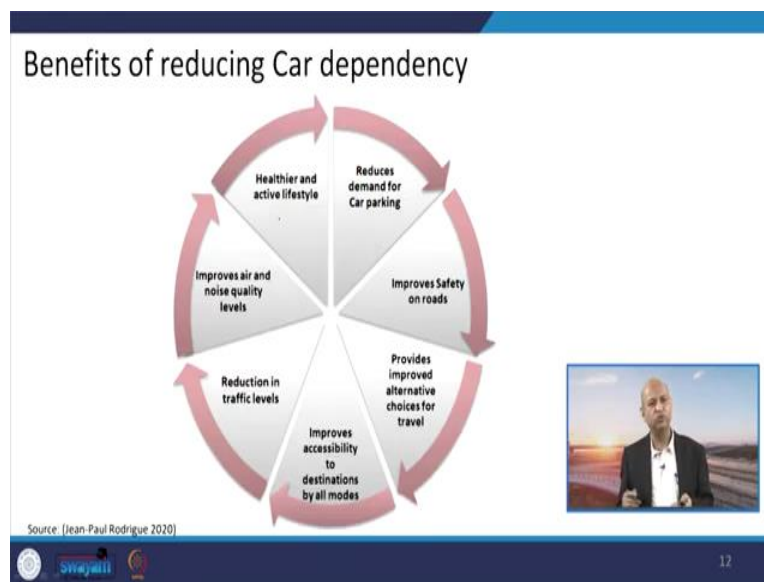 Benefits of reducing Car dependency
Reduces
demand for
Car parking
Improves Safety
on roads
Provides
improved
alternative
choices for
travel
Improves
accessibility
to
destinations
by all modes
Reduction in
traffic levels
Improves air and
noise quality
levels
Healthier and
active lifestyle
Source: (Jean-Paul Rodrigue 2020)
swayam
12